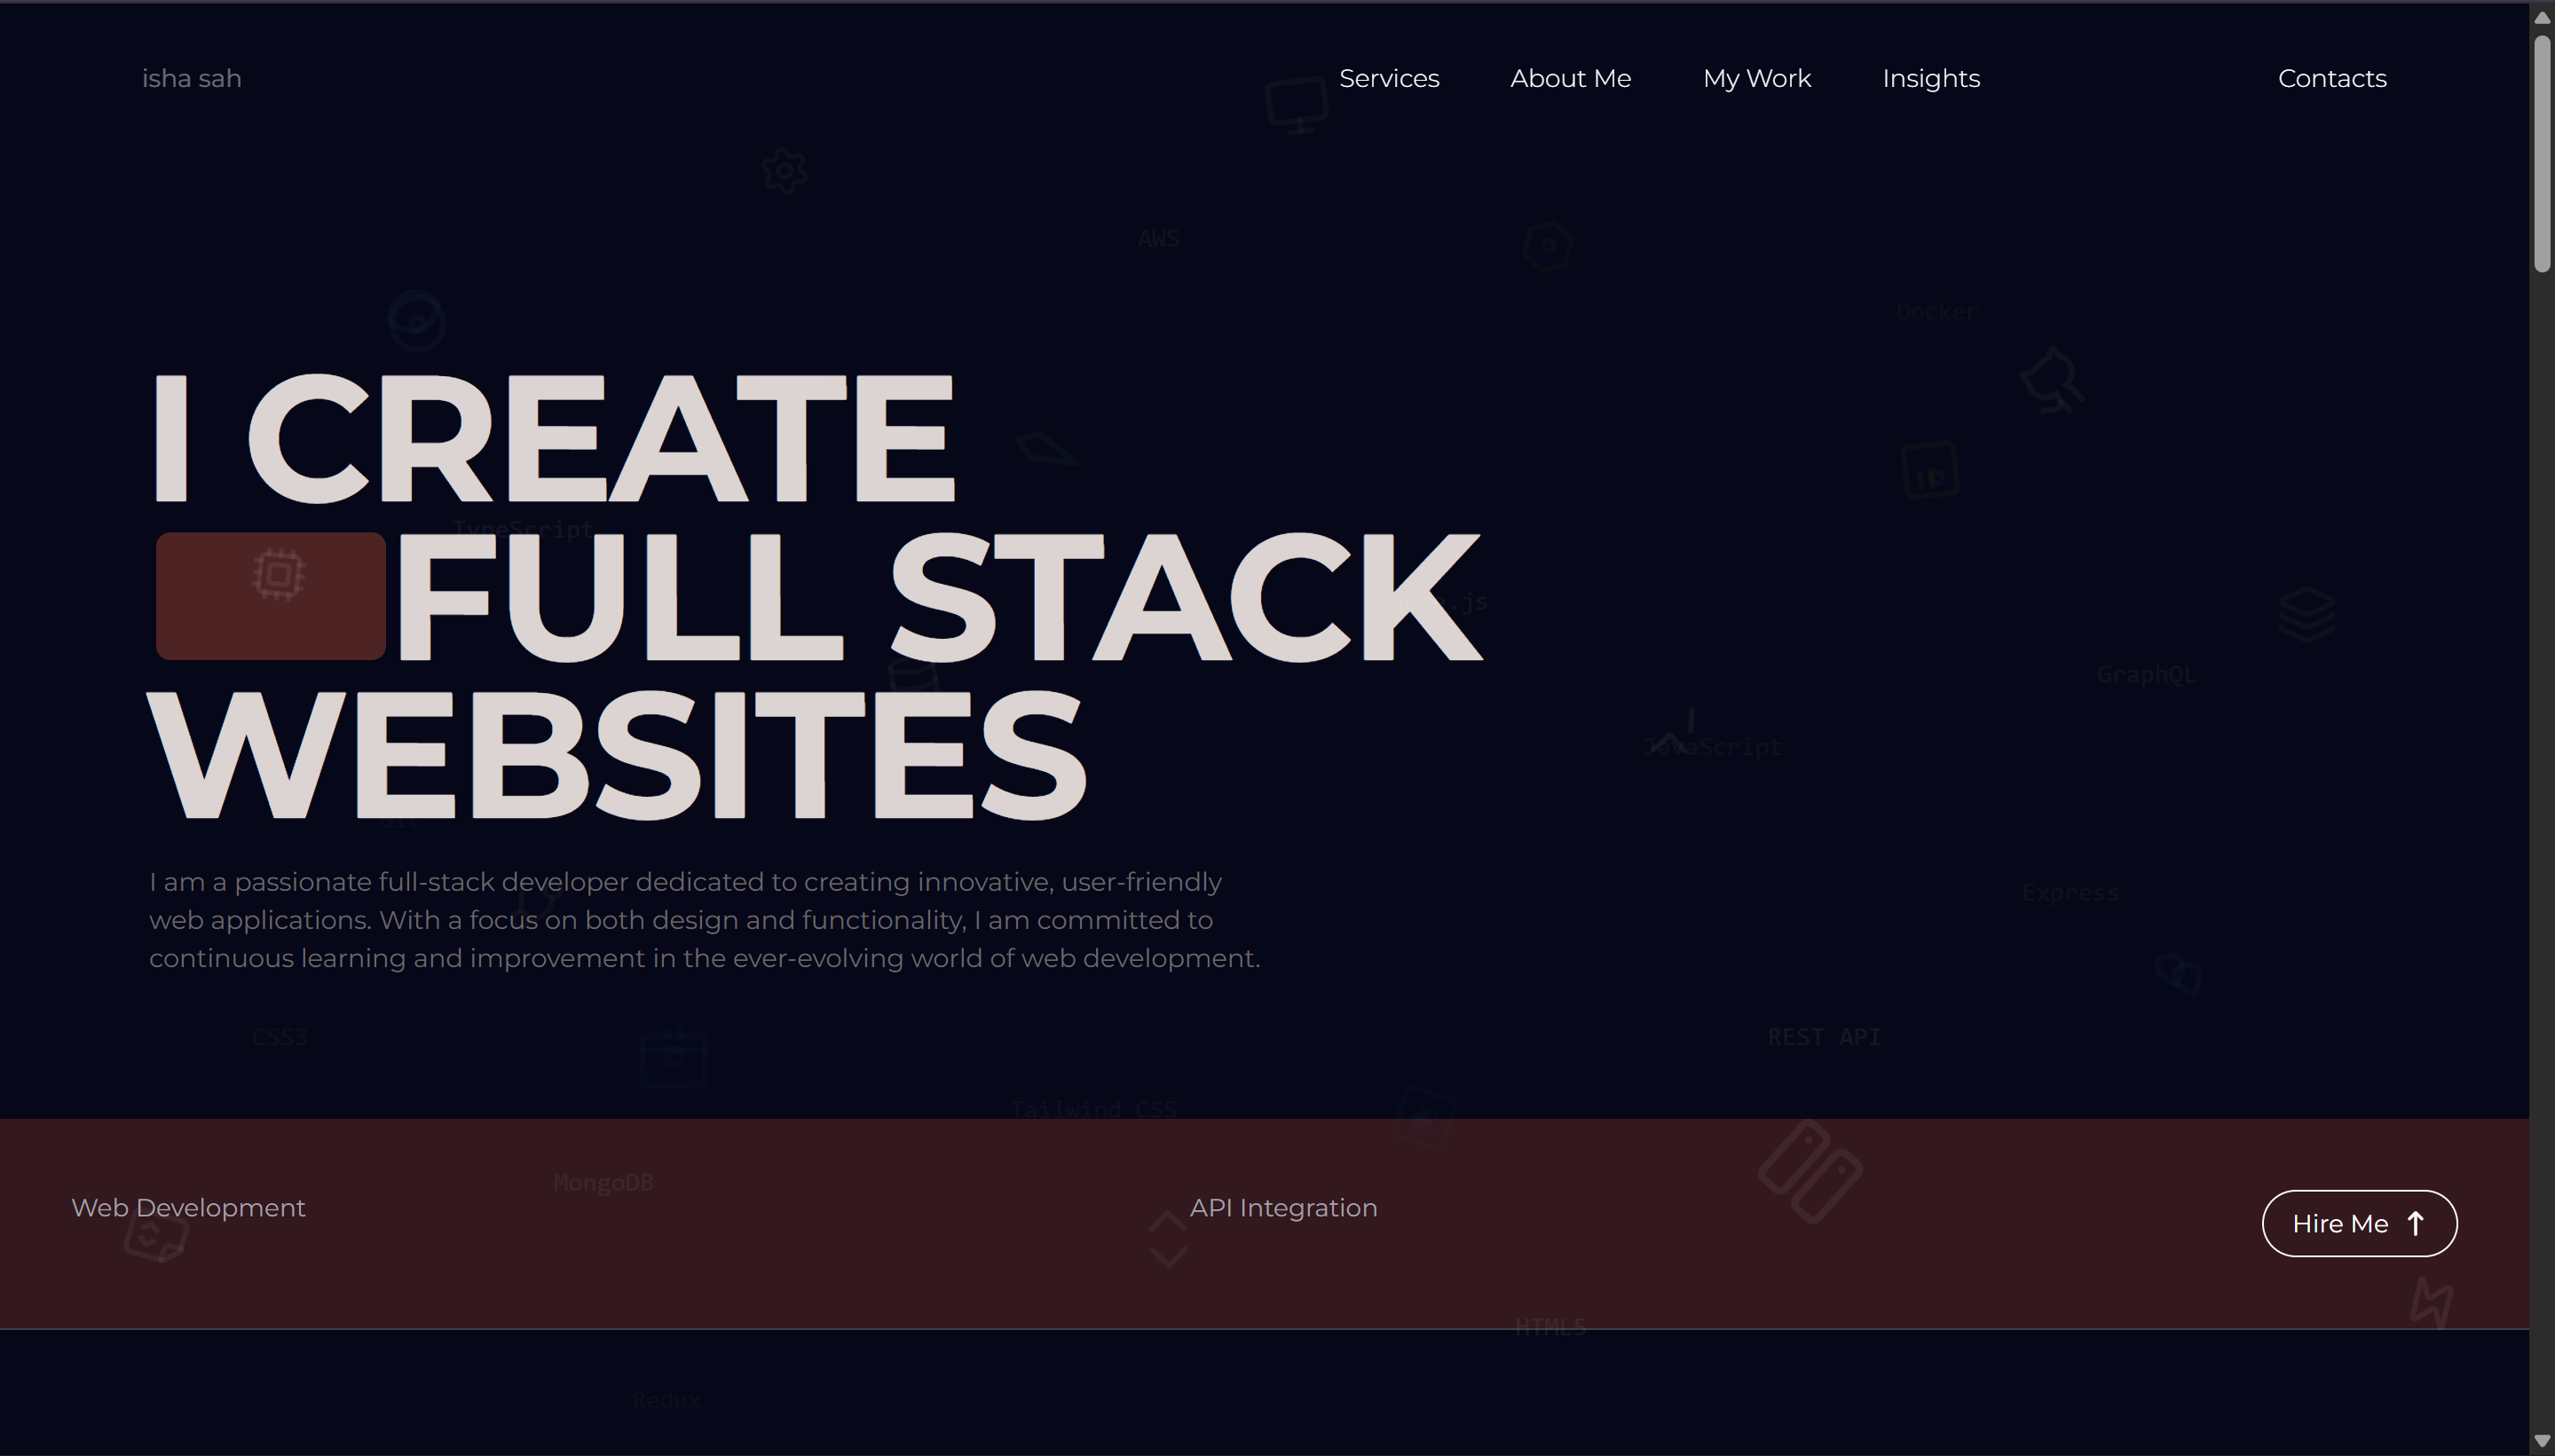 isha sah
Services
About Me
My Work
Insights
Contacts
AWS
Docker
I CREATE
TypeScript
FULL STACK
.js
GraphQL
WEBSITES
JavaScript
Git
I am a passionate full-stack developer dedicated to creating innovative, user-friendly
web applications. With a focus on both design and functionality, I am committed to
continuous learning and improvement in the ever-evolving world of web development.
Express
CSS3
REST API
Tailwind CSS
MongoDB
Web Development
API Integration
Hire Me
HTML5
Redux